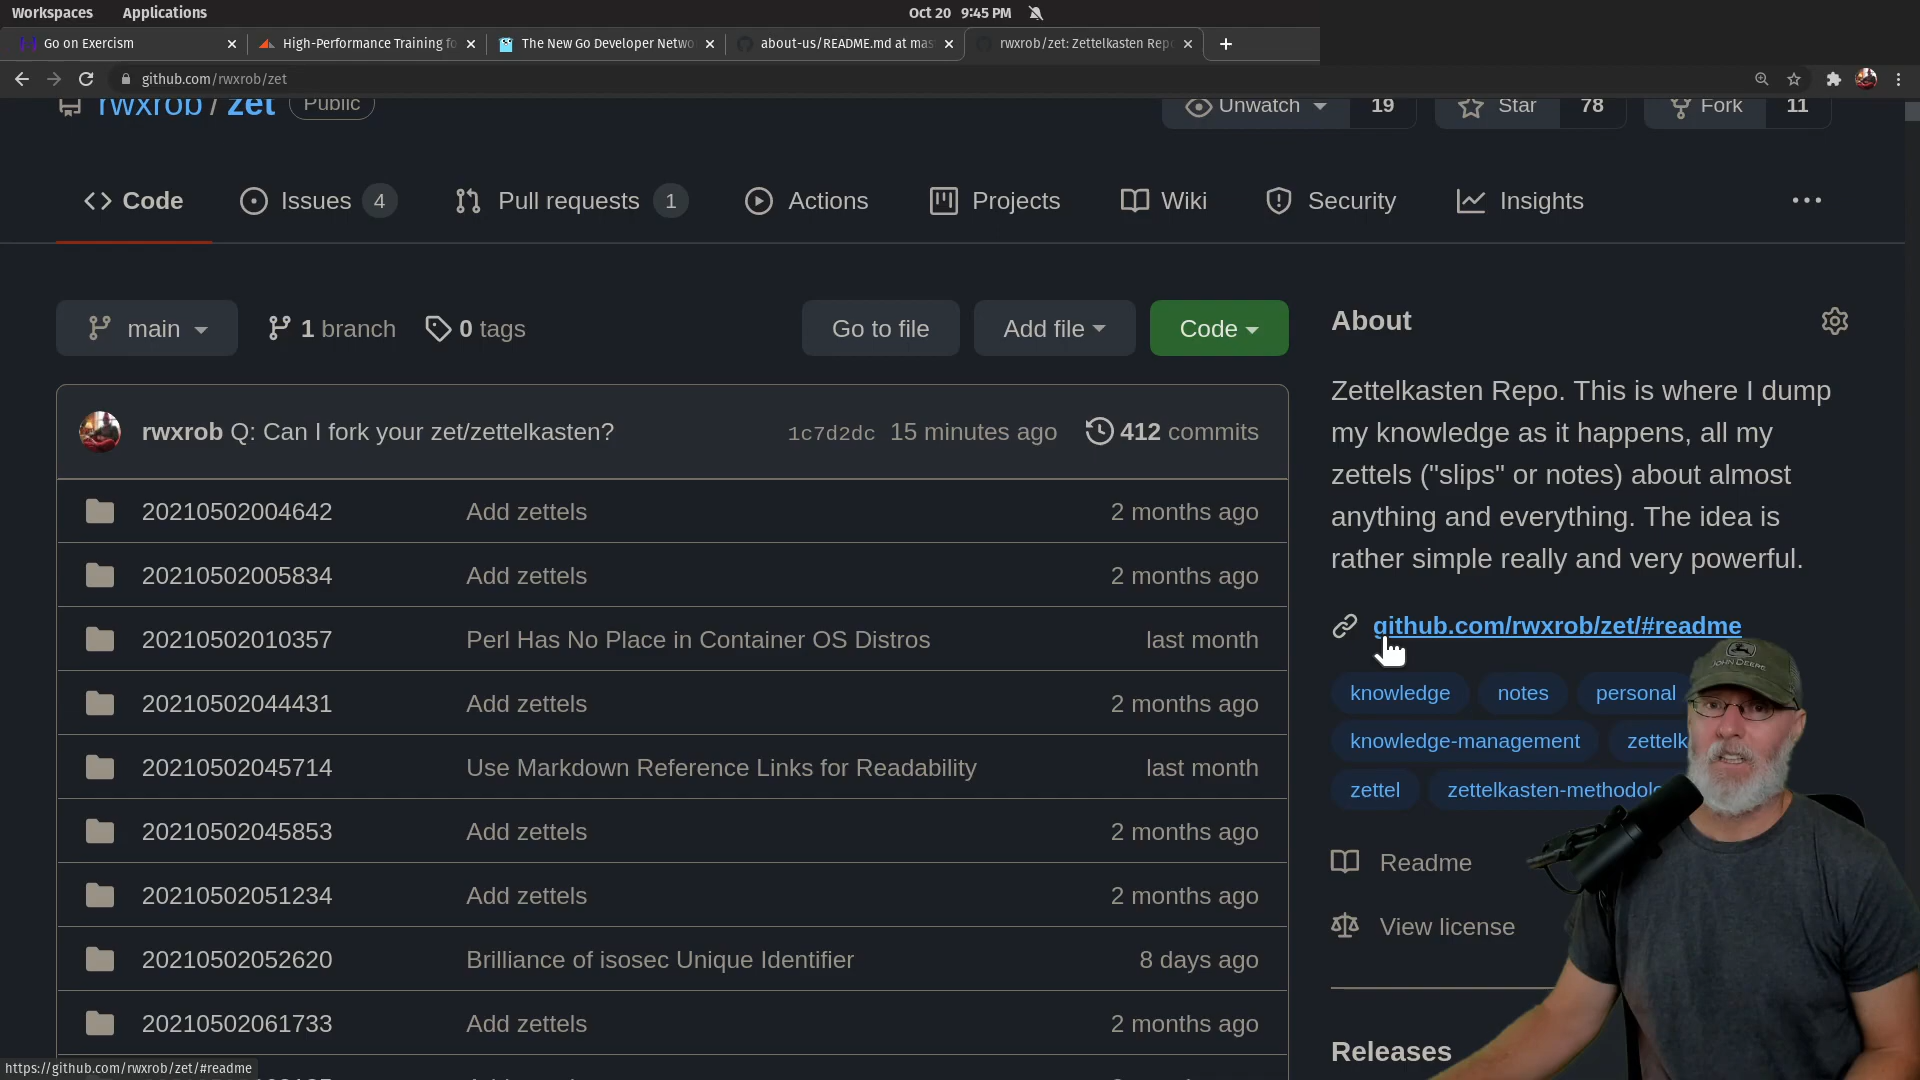 Workspaces Applications Oct 20 9:45 PM
Go on Exercism High-Performance Training fo The New Go Developer Netwo about-us/README.md at mas rwxrob/zet: Zettelkasten Repo
github.com/rwxrob/zet
rwxrob / zet Public Unwatch 19 Star 78 Fork 11
Code Issues 4 Pull requests 1 Actions Projects Wiki Security Insights
main 1 branch 0 tags Go to file Add file Code
rwxrob Q: Can I fork your zet/zettelkasten? 1c7d2dc 15 minutes ago 412 commits
20210502004642 Add zettels 2 months ago
20210502005834 Add zettels 2 months ago
20210502010357 Perl Has No Place in Container OS Distros last month
20210502044431 Add zettels 2 months ago
20210502045714 Use Markdown Reference Links for Readability last month
20210502045853 Add zettels 2 months ago
20210502051234 Add zettels 2 months ago
20210502052620 Brilliance of isosec Unique Identifier 8 days ago
20210502061733 Add zettels 2 months ago
About
Zettelkasten Repo. This is where I dump
my knowledge as it happens, all my
zettels ("slips" or notes) about almost
anything and everything. The idea is
rather simple really and very powerful.
github.com/rwxrob/zet/#readme
knowledge notes personal
knowledge-management zettelk
zettel zettelkasten-methodolo
Readme
View license
Releases
JOHN DEERE
https://github.com/rwxrob/zet/#readme